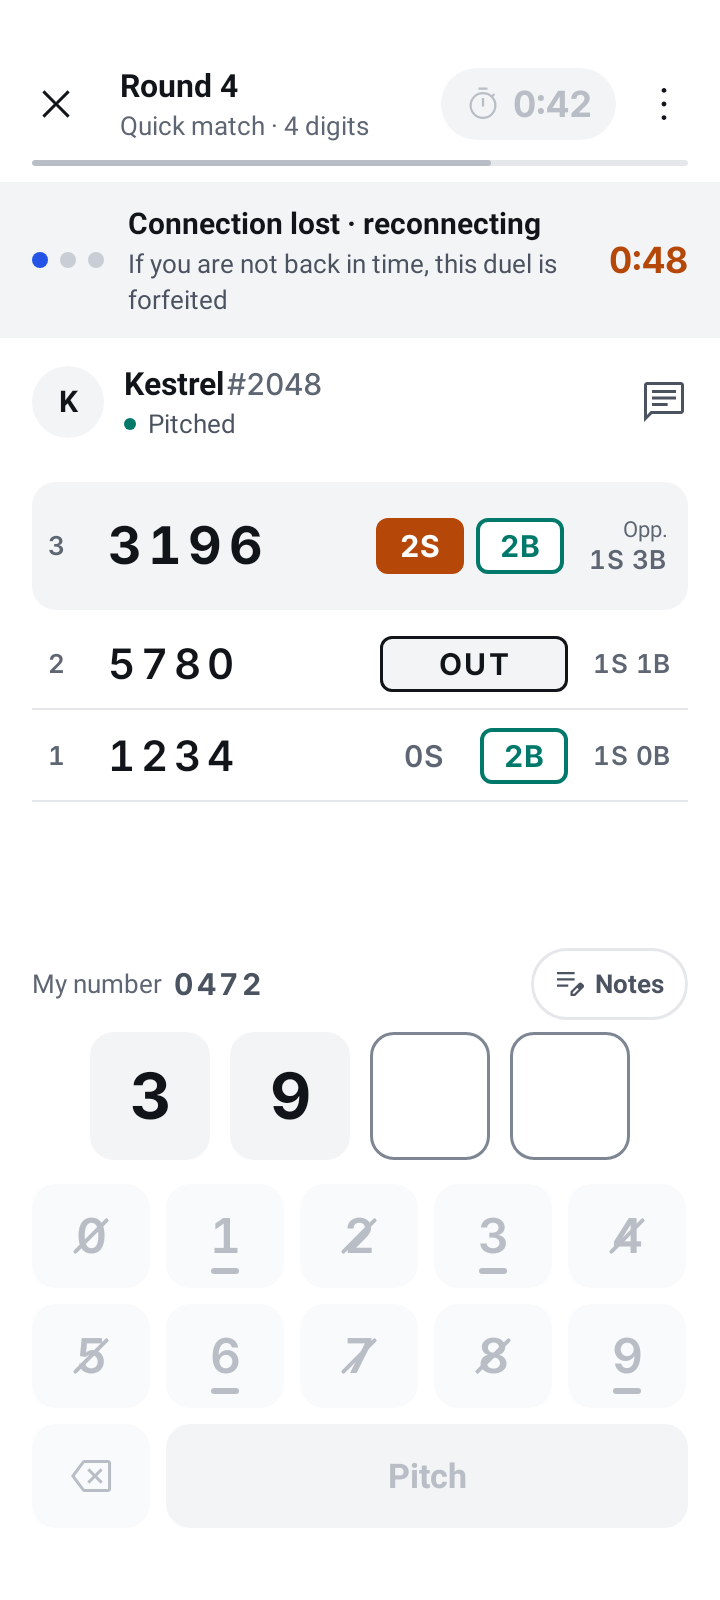 Round 4
Quick match · 4 digits
0:42
Connection lost · reconnecting
If you are not back in time, this duel is
forfeited
0:48
K
Kestrel#2048
Pitched
3 3196 2S 2B Opp. 1S 3B
2 5780 OUT 1S 1B
1 1234 0S 2B 1S 0B
My number 0472
Notes
3 9
0 1 2 3 4
5 6 7 8 9
Pitch